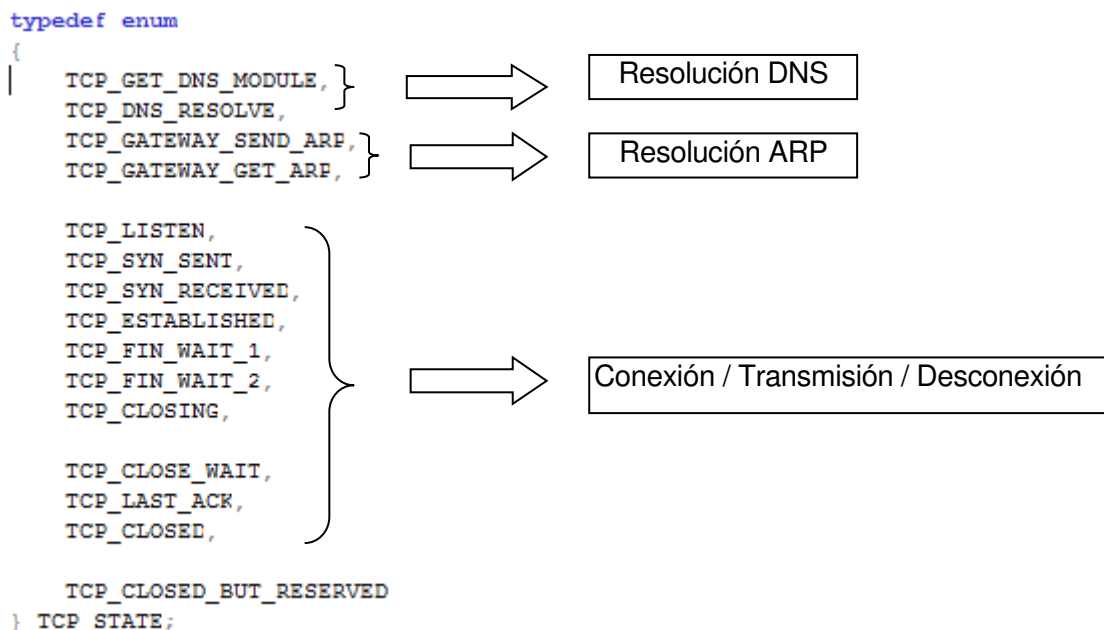 typedef enum
{
TCP_GET_DNS_MODULE,
Resolución DNS
TCP_DNS_RESOLVE,
TCP_GATEWAY_SEND_ARP,
Resolución ARP
TCP_GATEWAY_GET_ARP,
TCP_LISTEN,
TCP_SYN_SENT,
TCP_SYN_RECEIVED,
TCP_ESTABLISHED,
TCP_FIN_WAIT_1,
TCP_FIN_WAIT_2,
Conexión / Transmisión / Desconexión
TCP_CLOSING,
TCP_CLOSE_WAIT,
TCP_LAST_ACK,
TCP_CLOSED,
TCP_CLOSED_BUT_RESERVED
} TCP_STATE;